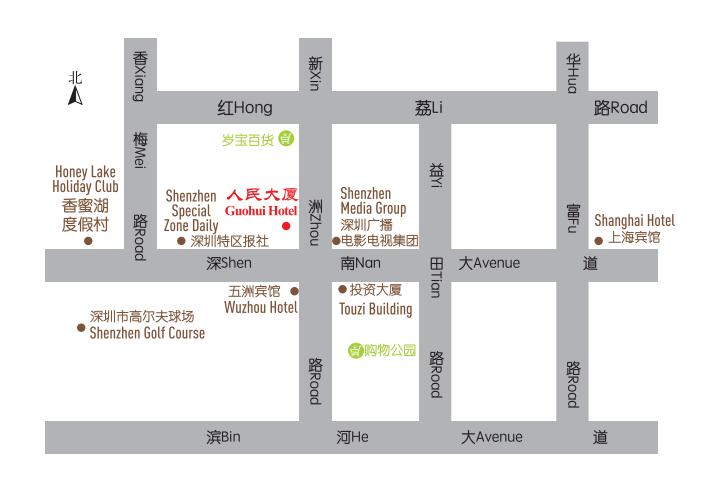 北
香Xiang
梅Mei
路Road
新Xin
洲Zhou
路Road
华Hua
富Fu
路Road
红Hong
荔Li
路Road
益Yi
田Tian
路Road
岁宝百货
Honey Lake
Holiday Club
香蜜湖
度假村
Shenzhen
Special
Zone Daily
深圳特区报社
人民大厦
Guohui Hotel
Shenzhen
Media Group
深圳广播
电影电视集团
Shanghai Hotel
上海宾馆
深Shen
南Nan
大Avenue
道
五洲宾馆
Wuzhou Hotel
投资大厦
Touzi Building
深圳市高尔夫球场
Shenzhen Golf Course
购物公园
滨Bin
河He
大Avenue
道